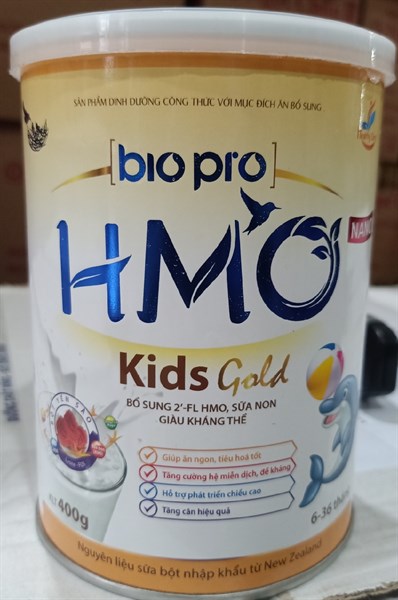 SẢN PHẨM DINH DƯỠNG CÔNG THỨC VỚI MỤC ĐÍCH ĂN BỔ SUNG
[bio pro]
HMO
NANO
Kids Gold
BỔ SUNG 2'-FL HMO, SỮA NON
GIÀU KHÁNG THỂ
YẾN SÀO
Giúp ăn ngon, tiêu hoá tốt
Tăng cường hệ miễn dịch, đề kháng
Hỗ trợ phát triển chiều cao
Tăng cân hiệu quả
400g
6-36 thán
Nguyên liệu sữa bột nhập khẩu từ New Zealand